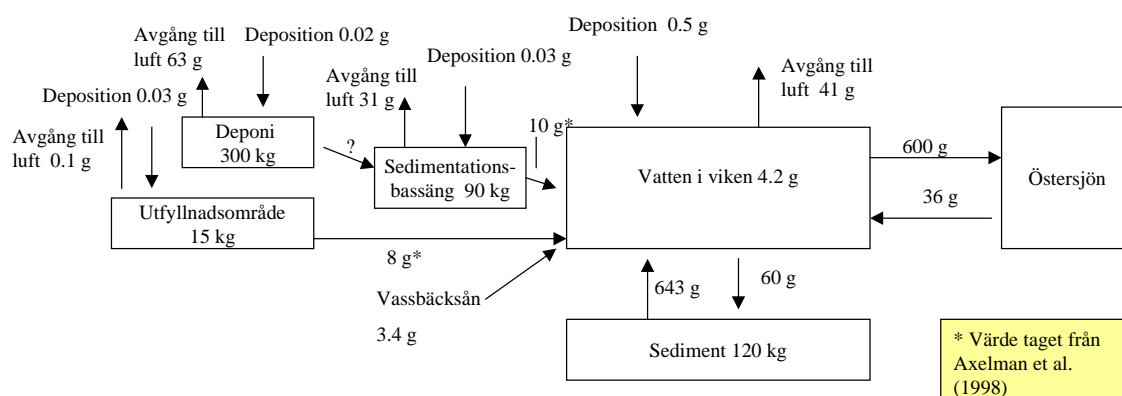 Avgång till
luft 63 g
Deposition 0.02 g
Deposition 0.5 g
Deposition 0.03 g
Avgång till
luft 31 g
Avgång till
luft 41 g
Deposition 0.03 g
Avgång till
luft 0.1 g
Deponi
300 kg
?
Sedimentations-
bassäng 90 kg
10 g*
Vatten i viken 4.2 g
600 g
36 g
Östersjön
Utfyllnadsområde
15 kg
8 g*
Vassbäcksån
3.4 g
643 g
60 g
Sediment 120 kg
* Värde taget från
Axelman et al.
(1998)